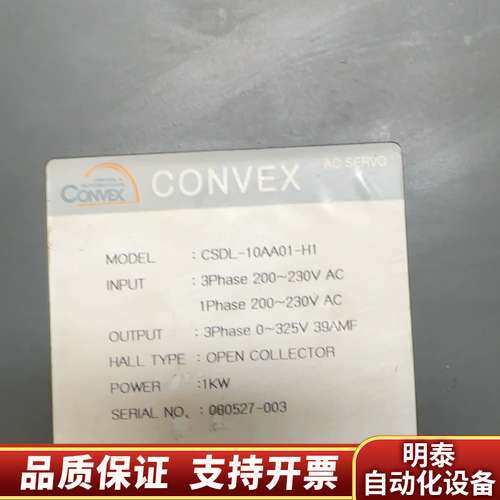 AC SERVO
CONVEX
CONVEX
MODEL : CSDL-10AA01-H1
INPUT : 3Phase 200~230V AC
1Phase 200~230V AC
OUTPUT : 3Phase 0~325V 39AMF
HALL TYPE : OPEN COLLECTOR
POWER :1KW
SERIAL NO. : 080527-003
品质保证 支持开票
明泰
自动化设备